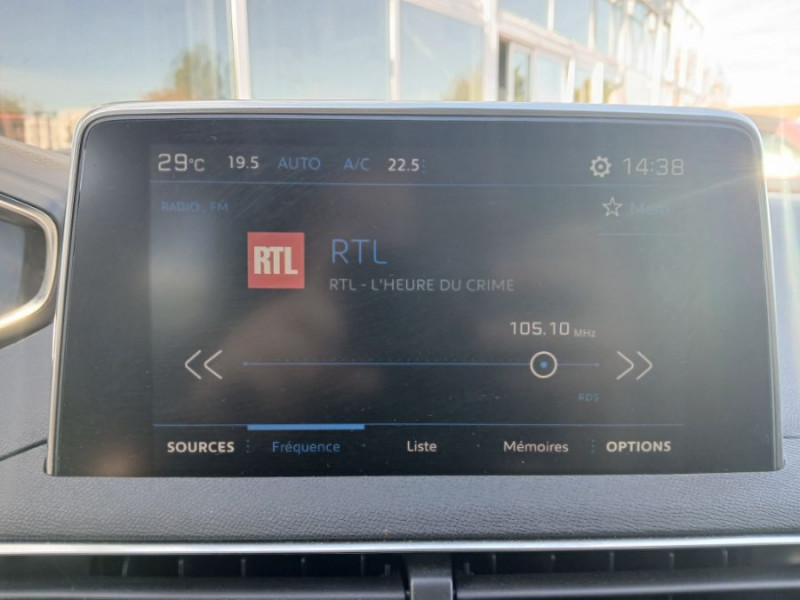 29°C 19.5 AUTO A/C 22.5 14:38
RADIO . FM Mém.
RTL RTL
RTL - L'HEURE DU CRIME
105.10 MHz
RDS
SOURCES Fréquence Liste Mémoires OPTIONS